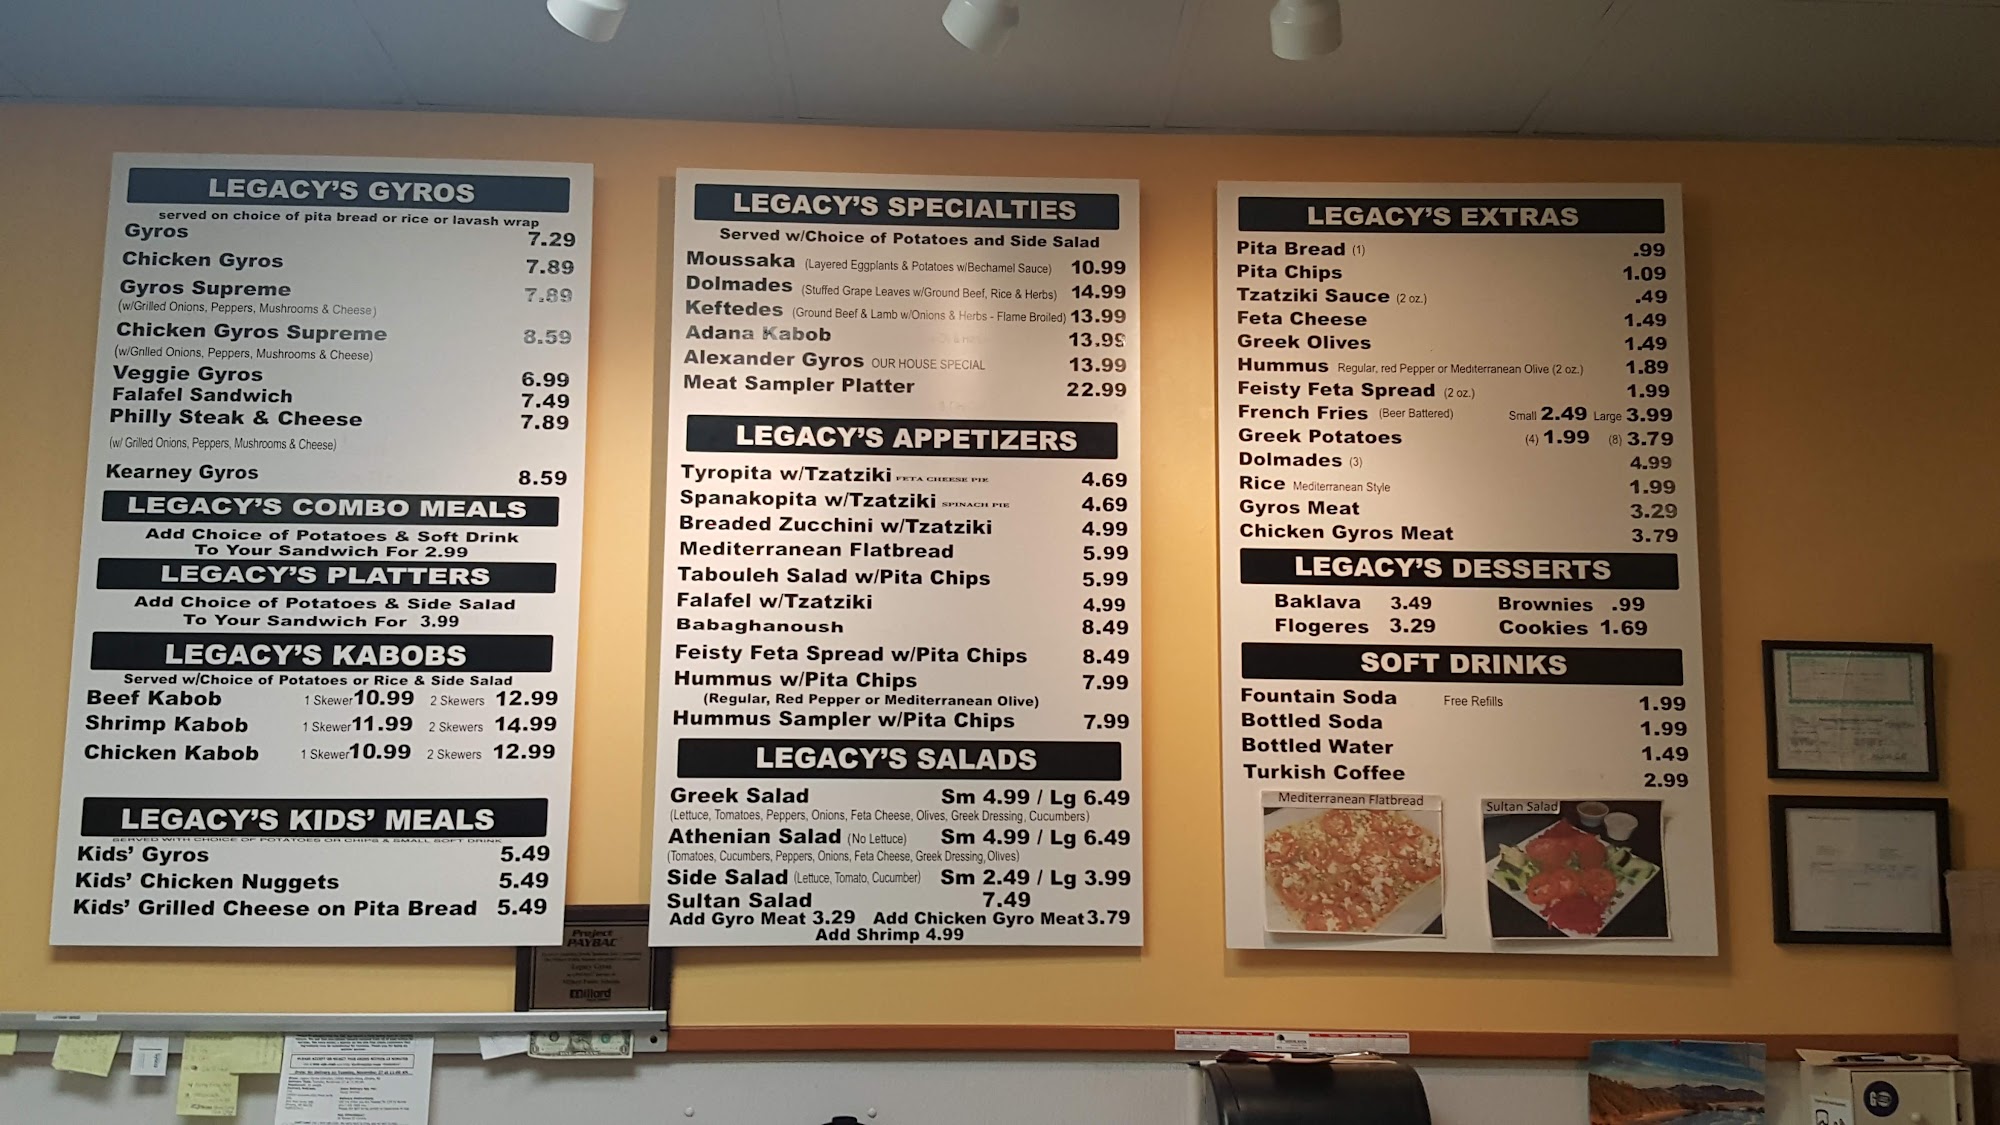 LEGACY'S GYROS
served on choice of pita bread or rice or lavash wrap
Gyros 7.29
Chicken Gyros 7.89
Gyros Supreme 7.89
(w/Grilled Onions, Peppers, Mushrooms & Cheese)
Chicken Gyros Supreme 8.59
(w/Grilled Onions, Peppers, Mushrooms & Cheese)
Veggie Gyros 6.99
Falafel Sandwich 7.49
Philly Steak & Cheese 7.89
(w/ Grilled Onions, Peppers, Mushrooms & Cheese)
Kearney Gyros 8.59
LEGACY'S COMBO MEALS
Add Choice of Potatoes & Soft Drink
To Your Sandwich For 2.99
LEGACY'S PLATTERS
Add Choice of Potatoes & Side Salad
To Your Sandwich For 3.99
LEGACY'S KABOBS
Served w/Choice of Potatoes or Rice & Side Salad
Beef Kabob 1 Skewer 10.99 2 Skewers 12.99
Shrimp Kabob 1 Skewer 11.99 2 Skewers 14.99
Chicken Kabob 1 Skewer 10.99 2 Skewers 12.99
LEGACY'S KIDS' MEALS
SERVED WITH CHOICE OF POTATOES OR CHIPS & SMALL SOFT DRINK
Kids' Gyros 5.49
Kids' Chicken Nuggets 5.49
Kids' Grilled Cheese on Pita Bread 5.49
LEGACY'S SPECIALTIES
Served w/Choice of Potatoes and Side Salad
Moussaka (Layered Eggplants & Potatoes w/Bechamel Sauce) 10.99
Dolmades (Stuffed Grape Leaves w/Ground Beef, Rice & Herbs) 14.99
Keftedes (Ground Beef & Lamb w/Onions & Herbs - Flame Broiled) 13.99
Adana Kabob 13.99
Alexander Gyros OUR HOUSE SPECIAL 13.99
Meat Sampler Platter 22.99
LEGACY'S APPETIZERS
Tyropita w/Tzatziki FETA CHEESE PIE 4.69
Spanakopita w/Tzatziki SPINACH PIE 4.69
Breaded Zucchini w/Tzatziki 4.99
Mediterranean Flatbread 5.99
Tabouleh Salad w/Pita Chips 5.99
Falafel w/Tzatziki 4.99
Babaghanoush 8.49
Feisty Feta Spread w/Pita Chips 8.49
Hummus w/Pita Chips 7.99
(Regular, Red Pepper or Mediterranean Olive)
Hummus Sampler w/Pita Chips 7.99
LEGACY'S SALADS
Greek Salad Sm 4.99 / Lg 6.49
(Lettuce, Tomatoes, Peppers, Onions, Feta Cheese, Olives, Greek Dressing, Cucumbers)
Athenian Salad (No Lettuce) Sm 4.99 / Lg 6.49
(Tomatoes, Cucumbers, Peppers, Onions, Feta Cheese, Greek Dressing, Olives)
Side Salad (Lettuce, Tomato, Cucumber) Sm 2.49 / Lg 3.99
Sultan Salad 7.49
Add Gyro Meat 3.29 Add Chicken Gyro Meat 3.79
Add Shrimp 4.99
LEGACY'S EXTRAS
Pita Bread (1) .99
Pita Chips 1.09
Tzatziki Sauce (2 oz.) .49
Feta Cheese 1.49
Greek Olives 1.49
Hummus Regular, red Pepper or Mediterranean Olive (2 oz.) 1.89
Feisty Feta Spread (2 oz.) 1.99
French Fries (Beer Battered) Small 2.49 Large 3.99
Greek Potatoes (4) 1.99 (8) 3.79
Dolmades (3) 4.99
Rice Mediterranean Style 1.99
Gyros Meat 3.29
Chicken Gyros Meat 3.79
LEGACY'S DESSERTS
Baklava 3.49 Brownies .99
Flogeres 3.29 Cookies 1.69
SOFT DRINKS
Fountain Soda Free Refills 1.99
Bottled Soda 1.99
Bottled Water 1.49
Turkish Coffee 2.99
Mediterranean Flatbread
Sultan Salad
Project
PAYBAC
Legacy Gyros
Millard
GO